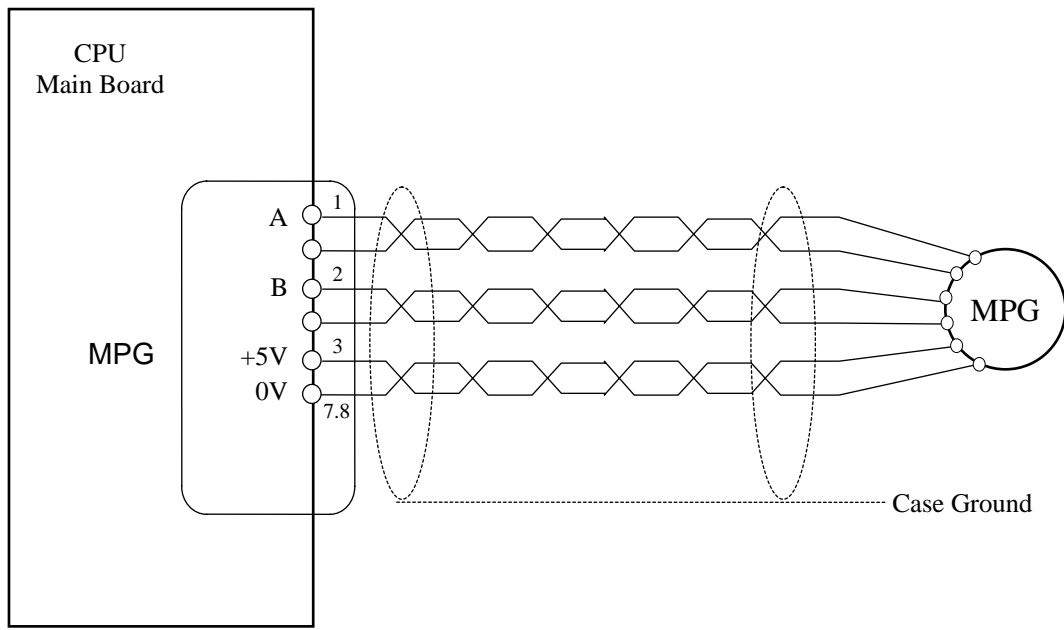 CPU
Main Board
A
1
B
2
MPG
+5V
3
0V
7.8
MPG
Case Ground